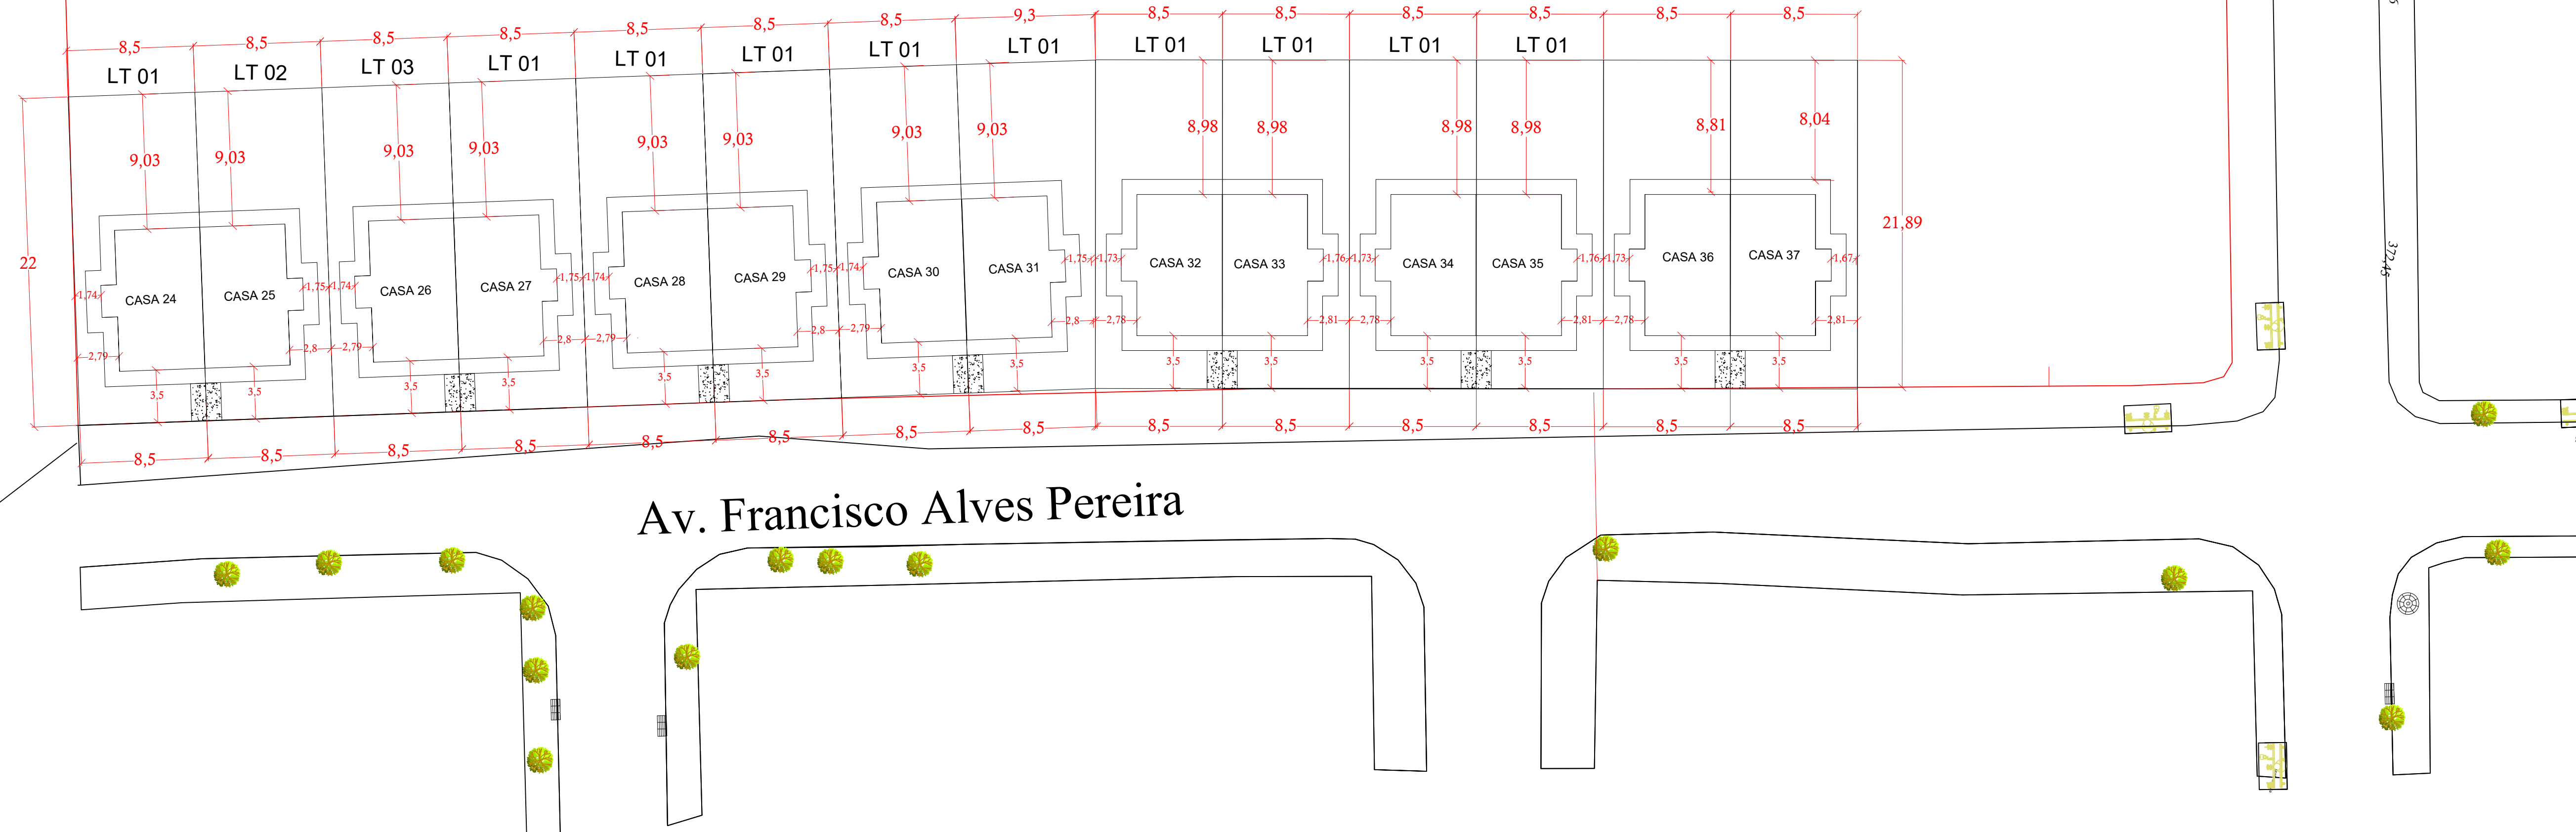 8,5 8,5 8,5 8,5 8,5 8,5 8,5 9,3 8,5 8,5 8,5 8,5 8,5 8,5
LT 01 LT 02 LT 03 LT 01 LT 01 LT 01 LT 01 LT 01 LT 01 LT 01 LT 01 LT 01
9,03 9,03 9,03 9,03 9,03 9,03 9,03 9,03 8,98 8,98 8,98 8,98 8,81 8,04
22
21,89
372,45
CASA 24 CASA 25 CASA 26 CASA 27 CASA 28 CASA 29 CASA 30 CASA 31 CASA 32 CASA 33 CASA 34 CASA 35 CASA 36 CASA 37
1,74 1,75 1,74 1,75 1,74 1,75 1,74 1,75 1,73 1,76 1,73 1,76 1,73 1,67
2,79 2,8 2,79 2,8 2,79 2,8 2,79 2,8 2,78 2,81 2,78 2,81 2,78 2,81
3,5 3,5 3,5 3,5 3,5 3,5 3,5 3,5 3,5 3,5 3,5 3,5 3,5 3,5
8,5 8,5 8,5 8,5 8,5 8,5 8,5 8,5 8,5 8,5 8,5 8,5 8,5 8,5
Av. Francisco Alves Pereira